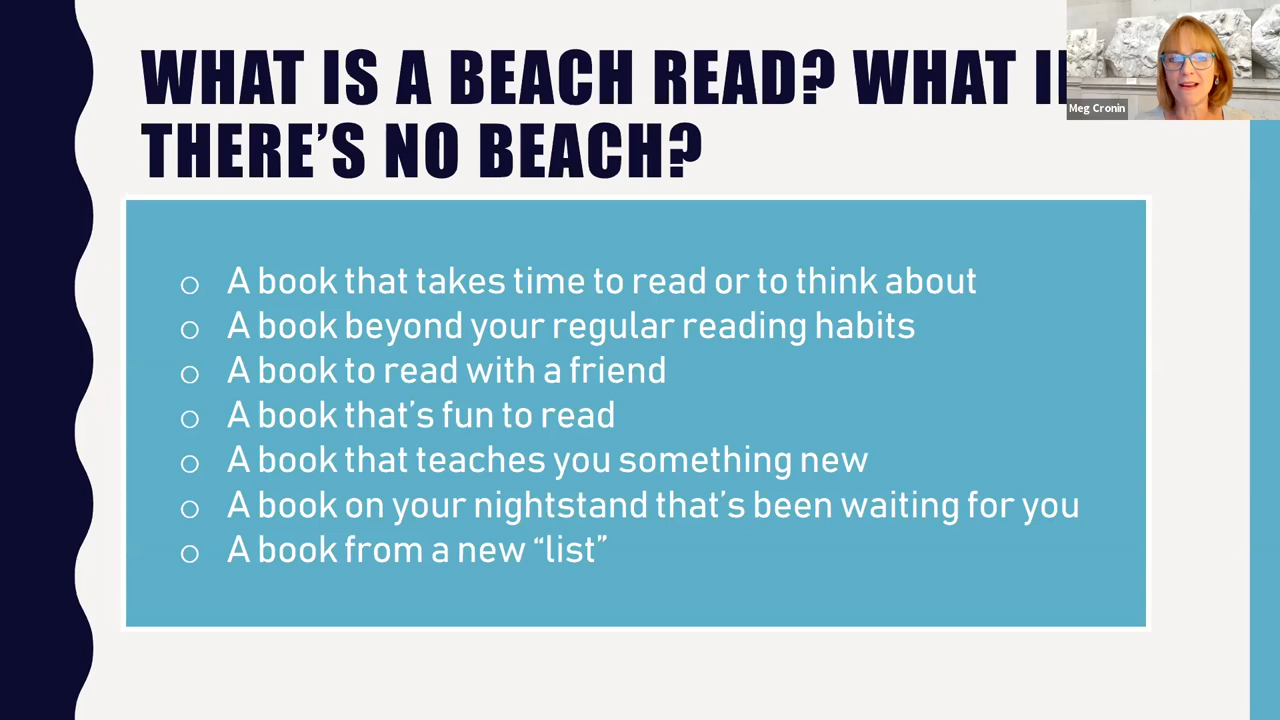 WHAT IS A BEACH READ? WHAT
THERE’S NO BEACH?
Meg Cronin
A book that takes time to read or to think about
A book beyond your regular reading habits
A book to read with a friend
A book that’s fun to read
A book that teaches you something new
A book on your nightstand that’s been waiting for you
A book from a new “list”